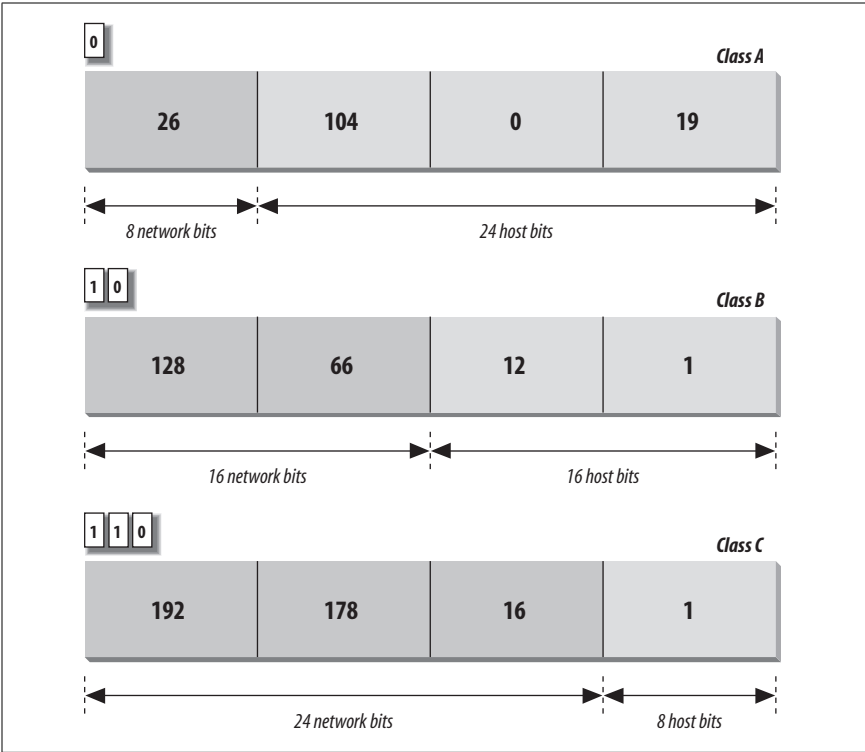 0
Class A
26 104 0 19
8 network bits 24 host bits
1 0
Class B
128 66 12 1
16 network bits 16 host bits
1 1 0
Class C
192 178 16 1
24 network bits 8 host bits